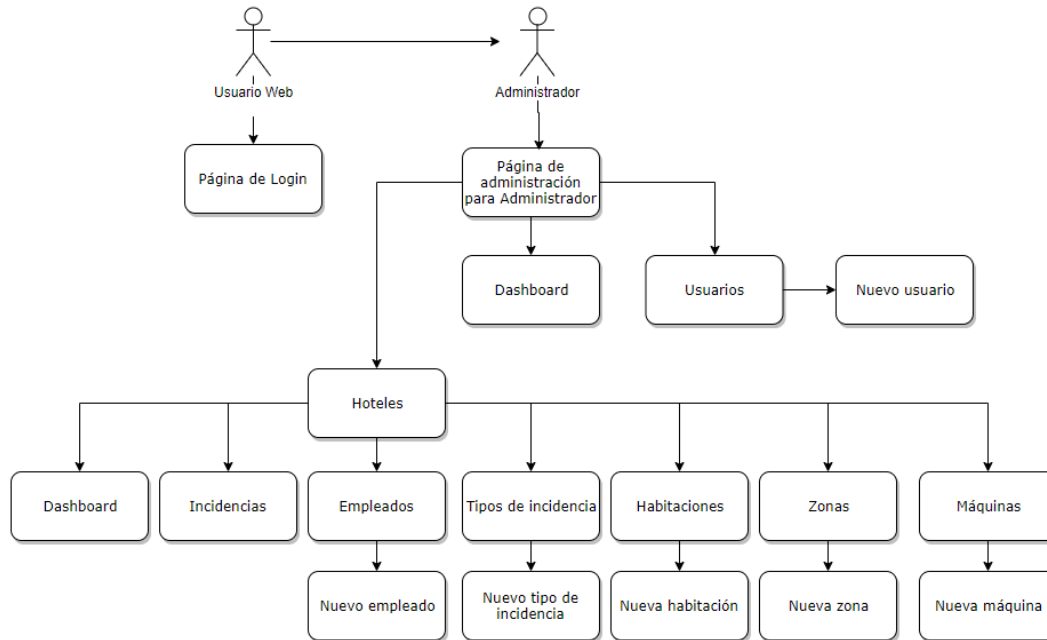 Usuario Web
Administrador
Página de Login
Página de
administración
para Administrador
Dashboard
Usuarios
Nuevo usuario
Hoteles
Dashboard
Incidencias
Empleados
Tipos de incidencia
Habitaciones
Zonas
Máquinas
Nuevo empleado
Nuevo tipo de
incidencia
Nueva habitación
Nueva zona
Nueva máquina